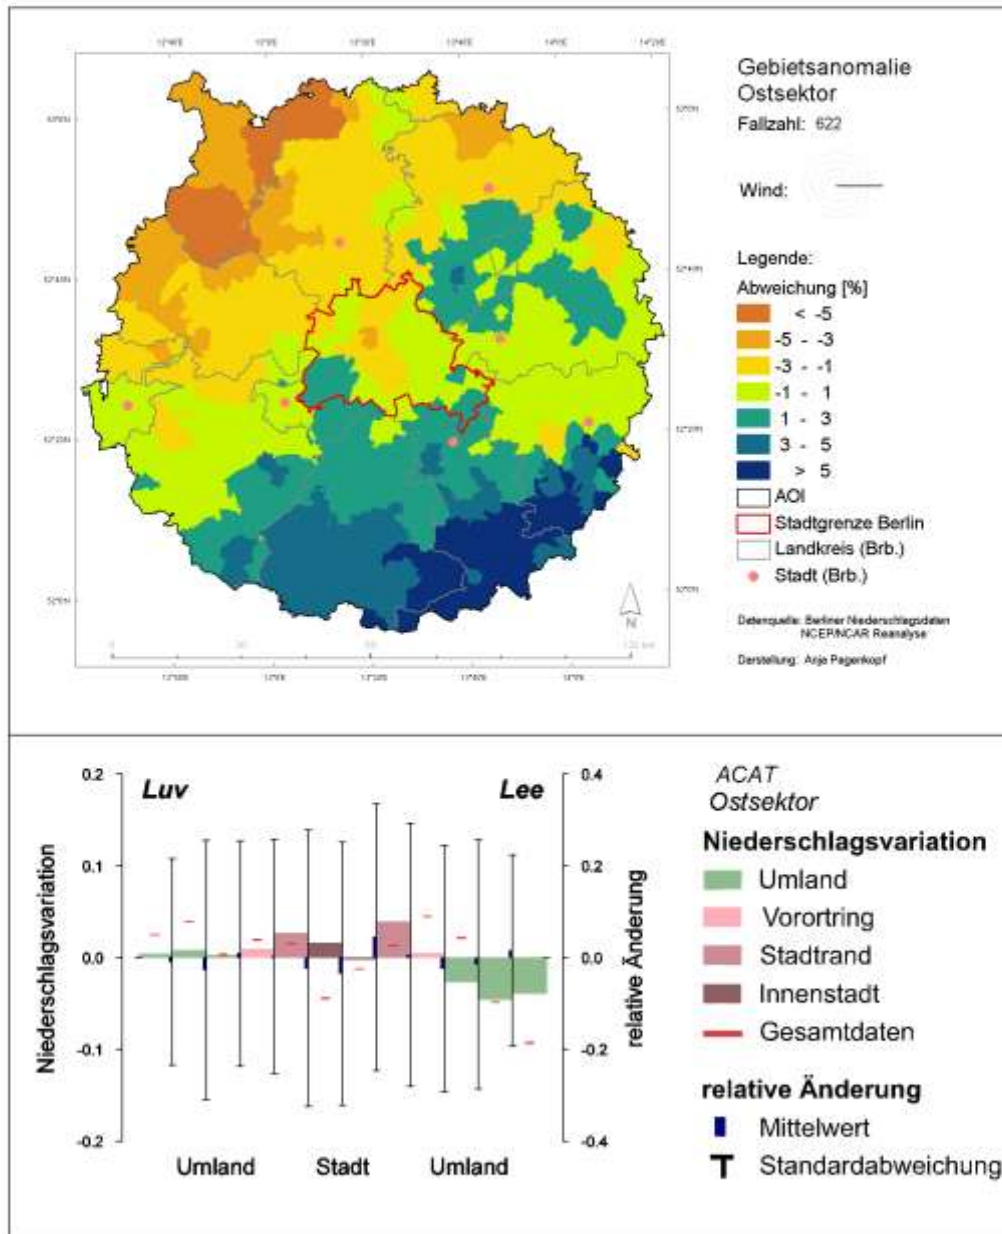 Gebietsanomalie
Ostsektor
Fallzahl: 622
Wind:
Legende:
Abweichung [%]
< -5
-5 - -3
-3 - -1
-1 - 1
1 - 3
3 - 5
> 5
AOI
Stadtgrenze Berlin
Landkreis (Brb.)
Stadt (Brb.)
N
Datenquelle: Berliner Niederschlagsdaten
NCEP/NCAR Reanalyse
Darstellung: Anja Pagenkopf
0.2
0.1
0.0
-0.1
-0.2
Niederschlagsvariation
Luv
Lee
0.4
0.2
0.0
-0.2
-0.4
relative Änderung
Umland Stadt Umland
ACAT
Ostsektor
Niederschlagsvariation
Umland
Vorortring
Stadtrand
Innenstadt
Gesamtdaten
relative Änderung
Mittelwert
Standardabweichung